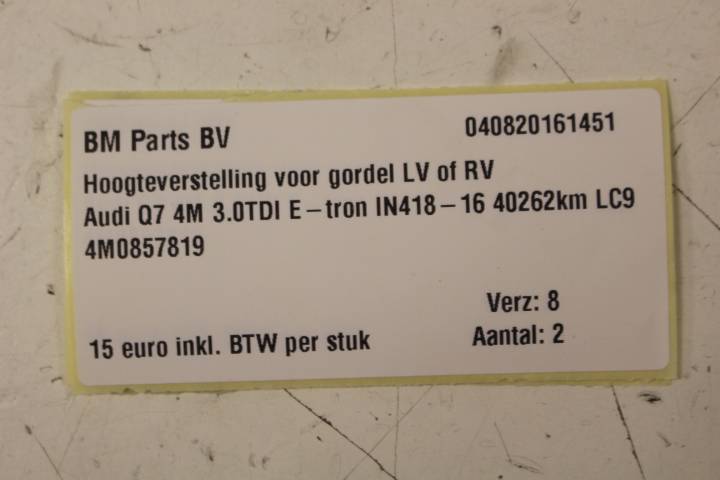 BM Parts BV 040820161451
Hoogteverstelling voor gordel LV of RV
Audi Q7 4M 3.0TDI E-tron IN418-16 40262km LC9
4M0857819
Verz: 8
15 euro inkl. BTW per stuk Aantal: 2